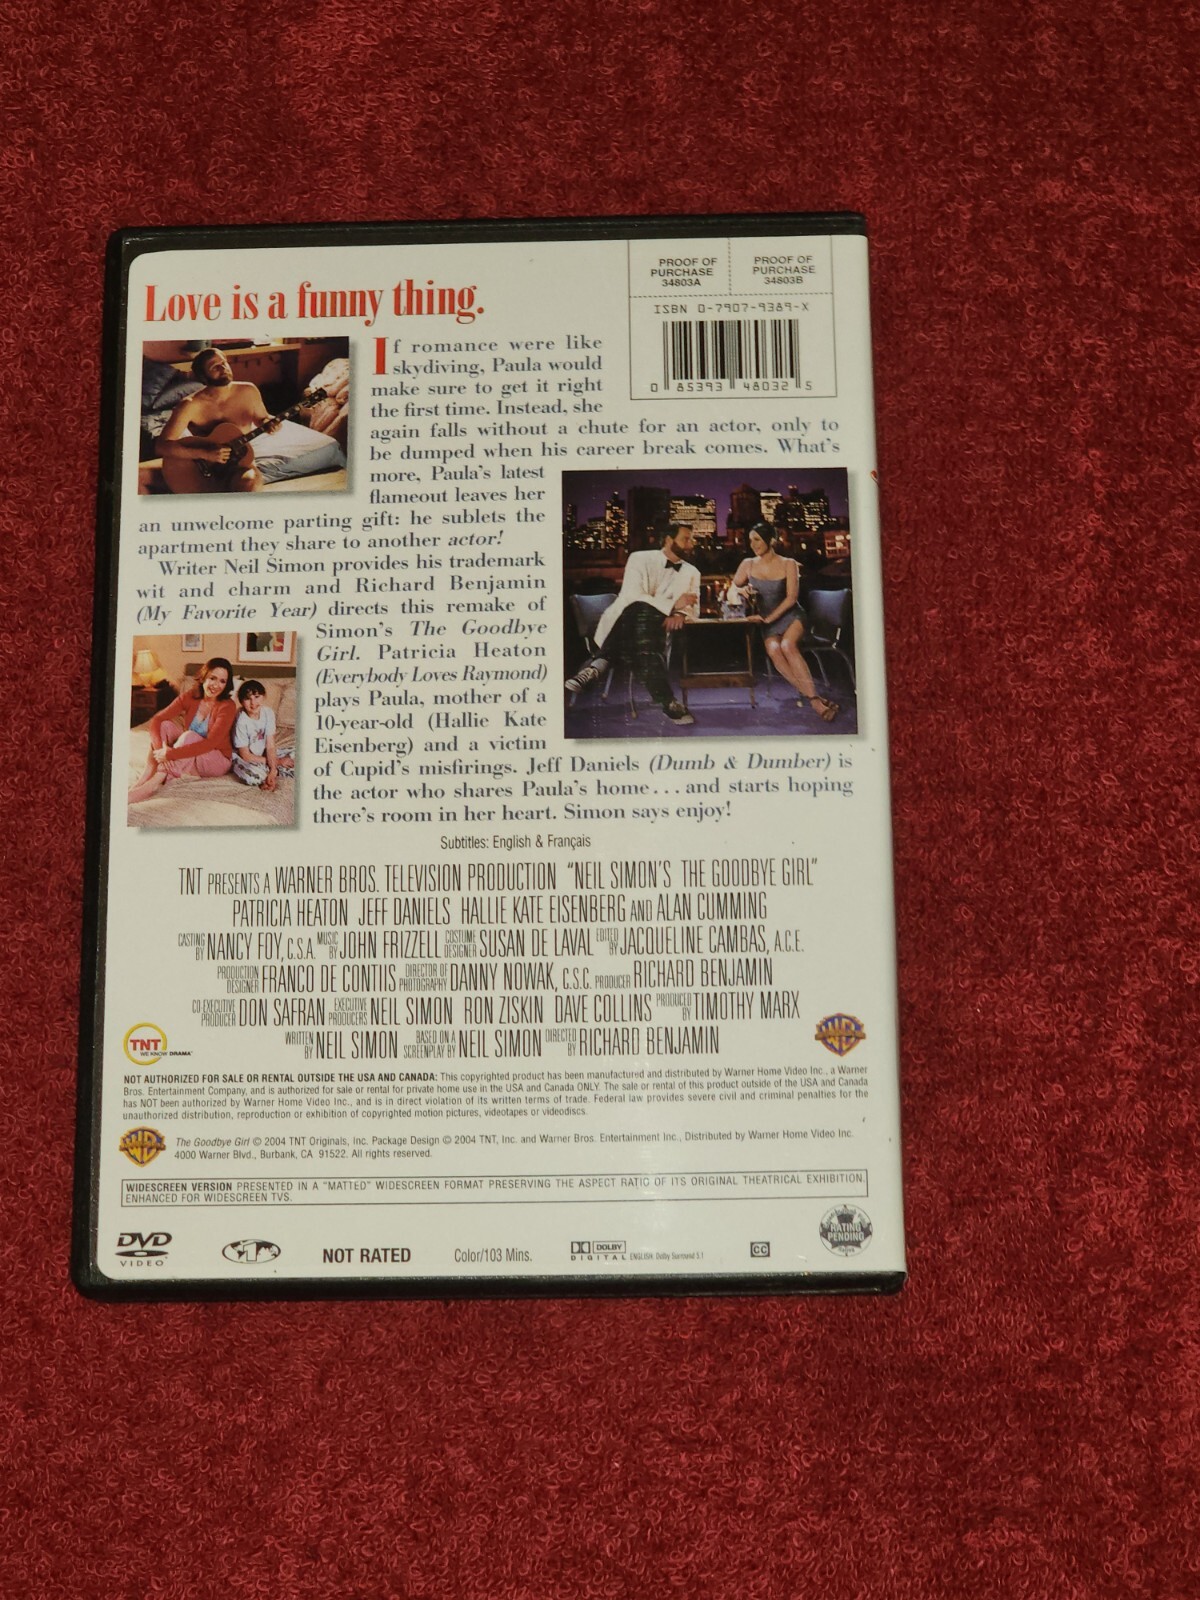 Love is a funny thing.
PROOF OF PURCHASE 34803A
PROOF OF PURCHASE 34803B
ISBN 0-7907-9389-X
0 85393 48032 5
If romance were like
skydiving, Paula would
make sure to get it right
the first time. Instead, she
again falls without a chute for an actor, only to
be dumped when his career break comes. What's
more, Paula's latest
flameout leaves her
an unwelcome parting gift: he sublets the
apartment they share to another actor!
Writer Neil Simon provides his trademark
wit and charm and Richard Benjamin
(My Favorite Year) directs this remake of
Simon's The Goodbye
Girl. Patricia Heaton
(Everybody Loves Raymond)
plays Paula, mother of a
10-year-old (Hallie Kate
Eisenberg) and a victim
of Cupid's misfirings. Jeff Daniels (Dumb & Dumber) is
the actor who shares Paula's home...and starts hoping
there's room in her heart. Simon says enjoy!
Subtitles: English & Français
TNT PRESENTS A WARNER BROS. TELEVISION PRODUCTION "NEIL SIMON'S THE GOODBYE GIRL"
PATRICIA HEATON JEFF DANIELS HALLIE KATE EISENBERG AND ALAN CUMMING
CASTING BY NANCY FOY, C.S.A. MUSIC BY JOHN FRIZZELL COSTUME DESIGNER SUSAN DE LAVAL EDITED BY JACQUELINE CAMBAS, A.C.E.
PRODUCTION DESIGNER FRANCO DE COTIIS DIRECTOR OF PHOTOGRAPHY DANNY NOWAK, C.S.C. PRODUCER RICHARD BENJAMIN
CO-EXECUTIVE PRODUCER DON SAFRAN EXECUTIVE PRODUCERS NEIL SIMON RON ZISKIN DAVE COLLINS PRODUCED BY TIMOTHY MARX
WRITTEN BY NEIL SIMON BASED ON A SCREENPLAY BY NEIL SIMON DIRECTED BY RICHARD BENJAMIN
TNT
WE KNOW DRAMA
WB
NOT AUTHORIZED FOR SALE OR RENTAL OUTSIDE THE USA AND CANADA: This copyrighted product has been manufactured and distributed by Warner Home Video Inc., a Warner
Bros. Entertainment Company, and is authorized for sale or rental for private home use in the USA and Canada ONLY. The sale or rental of this product outside of the USA and Canada
has NOT been authorized by Warner Home Video Inc., and is in direct violation of its written terms of trade. Federal law provides severe civil and criminal penalties for the
unauthorized distribution, reproduction or exhibition of copyrighted motion pictures, videotapes or videodiscs.
WB
The Goodbye Girl © 2004 TNT Originals, Inc. Package Design © 2004 TNT, Inc. and Warner Bros. Entertainment Inc., Distributed by Warner Home Video Inc.
4000 Warner Blvd., Burbank, CA 91522. All rights reserved.
WIDESCREEN VERSION PRESENTED IN A "MATTED" WIDESCREEN FORMAT PRESERVING THE ASPECT RATIO OF ITS ORIGINAL THEATRICAL EXHIBITION.
ENHANCED FOR WIDESCREEN TVS.
DVD VIDEO
1
NOT RATED
Color/103 Mins.
DOLBY DIGITAL
ENGLISH: Dolby Surround 5.1
CC
RATING PENDING